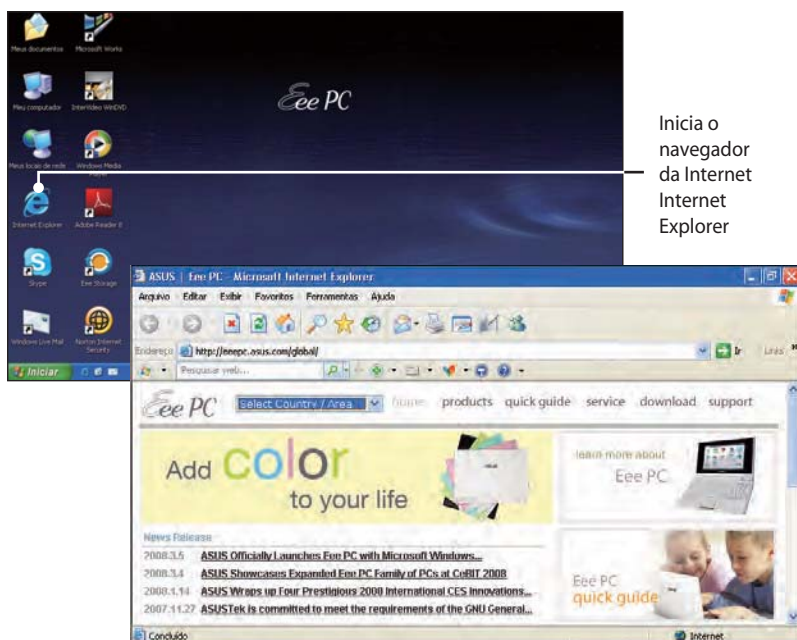 Meus documentos
Microsoft Works
Meu computador
InterVideo WinDVD
Eee PC
Meus locais de rede
Windows Media Player
Internet Explorer
Adobe Reader 8
Skype
Eee Storage
Windows Live Mail
Norton Internet Security
Iniciar
Inicia o
navegador
da Internet
Internet
Explorer
ASUS | Eee PC - Microsoft Internet Explorer
Arquivo Editar Exibir Favoritos Ferramentas Ajuda
Endereço http://eeepc.asus.com/global/ Ir Links »
Pesquisar web...
Eee PC Select Country / Area home products quick guide service download support
Add color
to your life
ASUS
learn more about
Eee PC
News Release
2008.3.5 ASUS Officially Launches Eee PC with Microsoft Windows...
2008.3.4 ASUS Showcases Expanded Eee PC Family of PCs at CeBIT 2008
2008.1.14 ASUS Wraps up Four Prestigious 2008 International CES Innovations...
2007.11.27 ASUSTek is committed to meet the requirements of the GNU General...
Eee PC
quick guide
Concluído
Internet